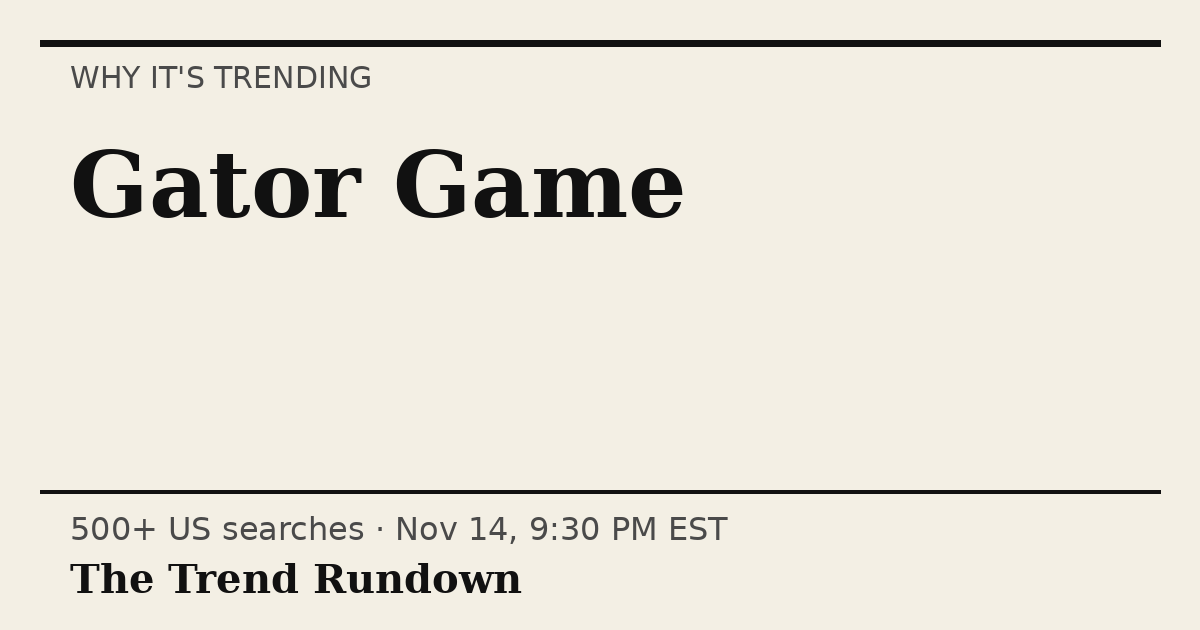 WHY IT'S TRENDING
Gator Game
500+ US searches · Nov 14, 9:30 PM EST
The Trend Rundown